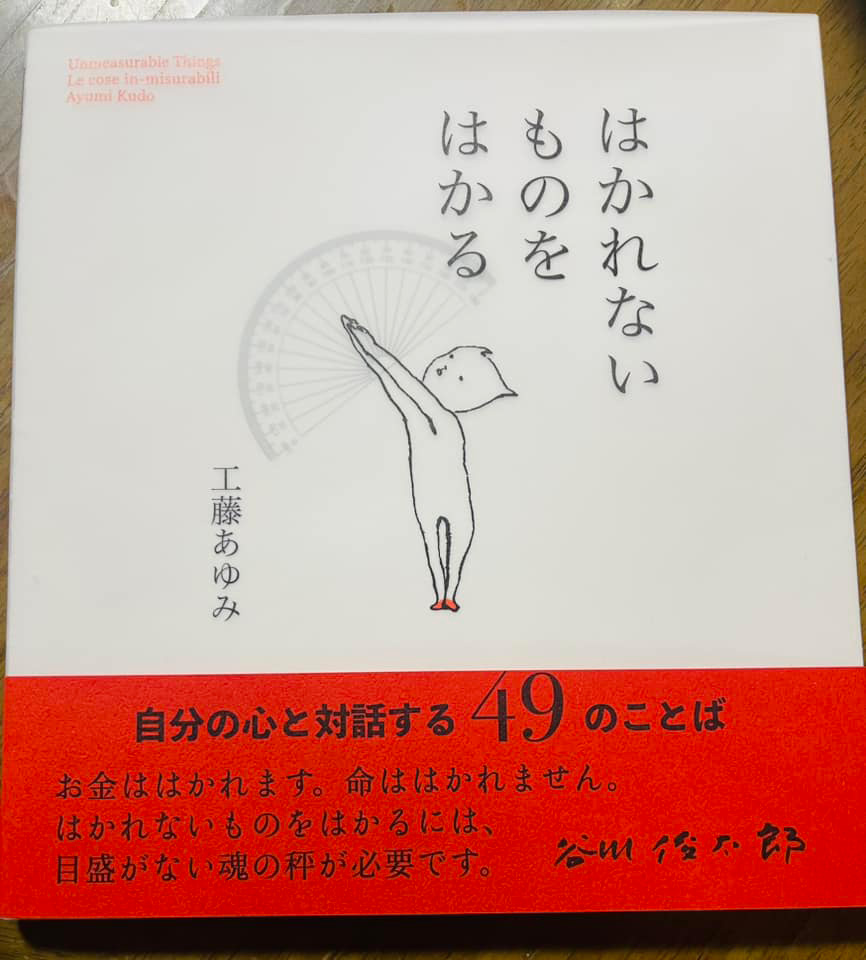 Unmeasurable Things
Le cose in-misurabili
Ayumi Kudo
はかれない
ものを
はかる
工藤あゆみ
自分の心と対話する49のことば
お金ははかれます。命ははかれません。
はかれないものをはかるには、
目盛がない魂の秤が必要です。
谷川俊太郎